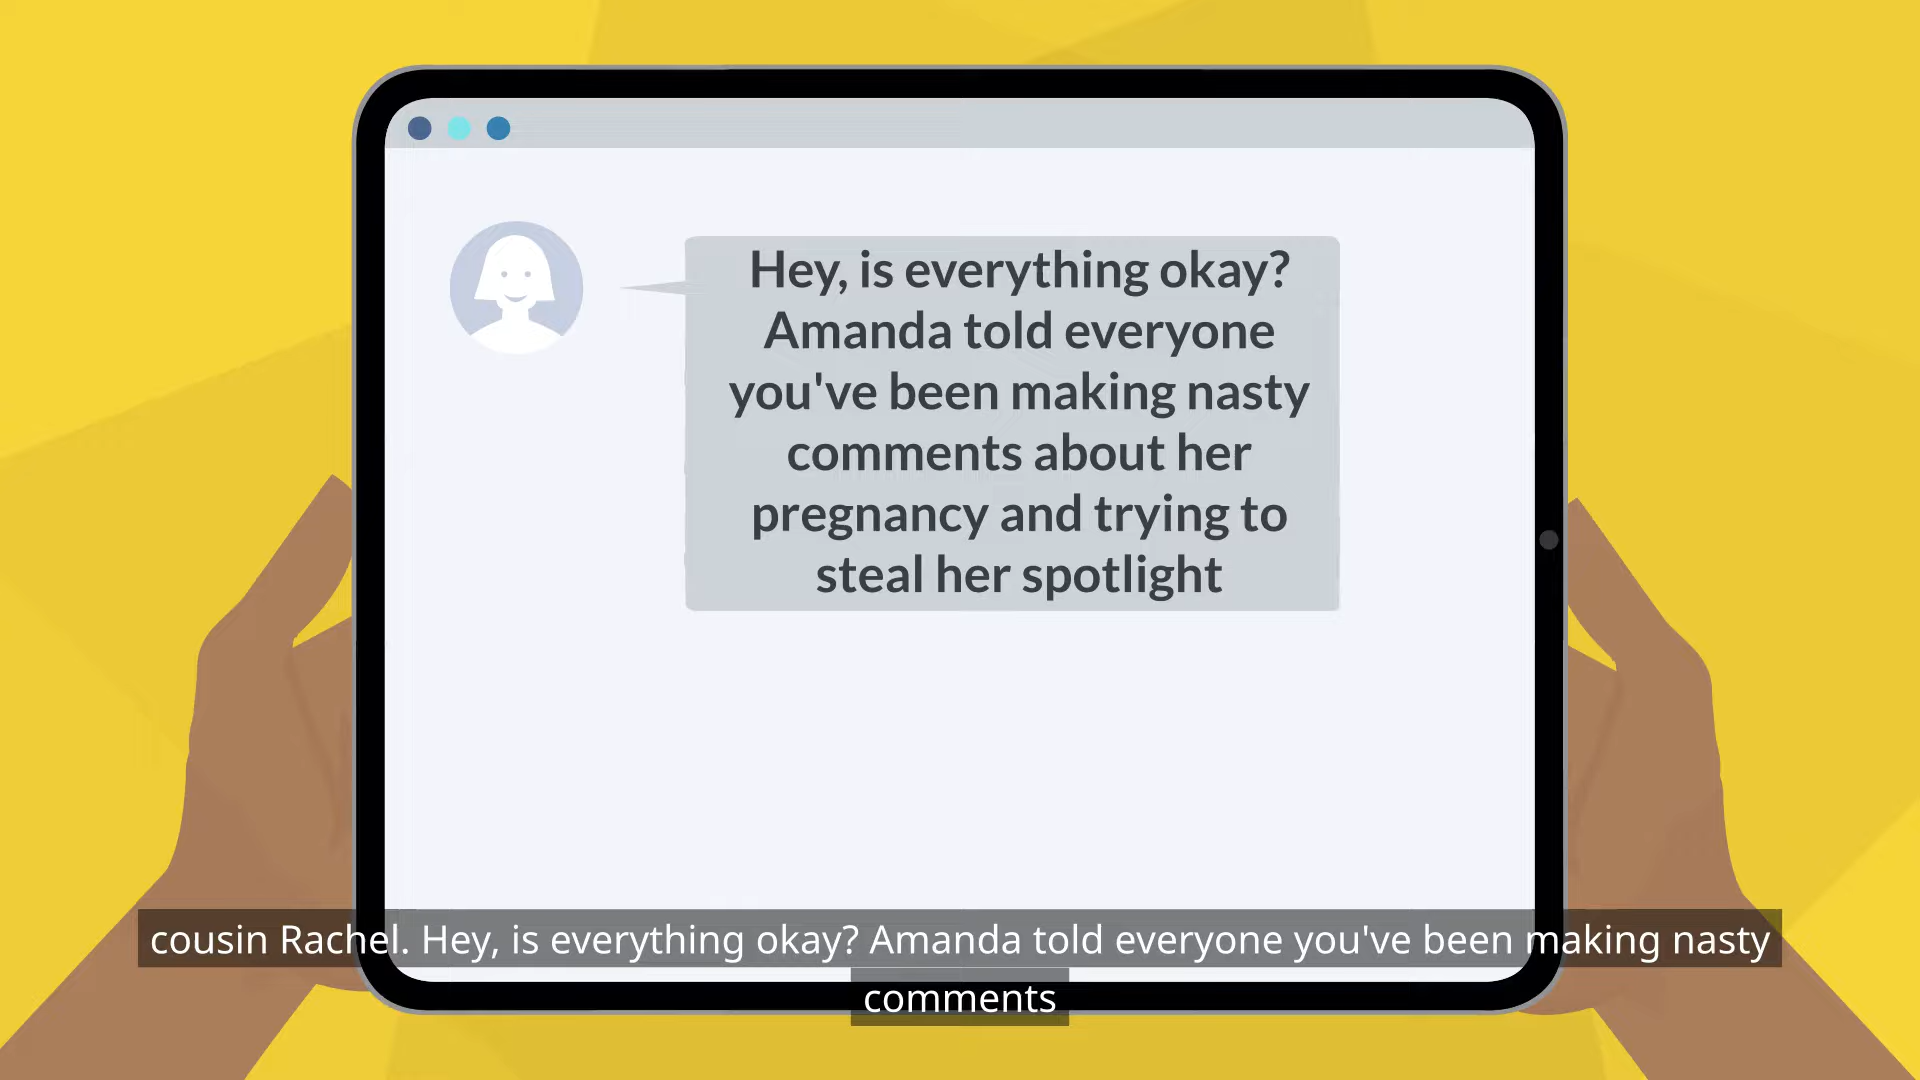 Hey, is everything okay?
Amanda told everyone
you've been making nasty
comments about her
pregnancy and trying to
steal her spotlight
cousin Rachel. Hey, is everything okay? Amanda told everyone you've been making nasty
comments